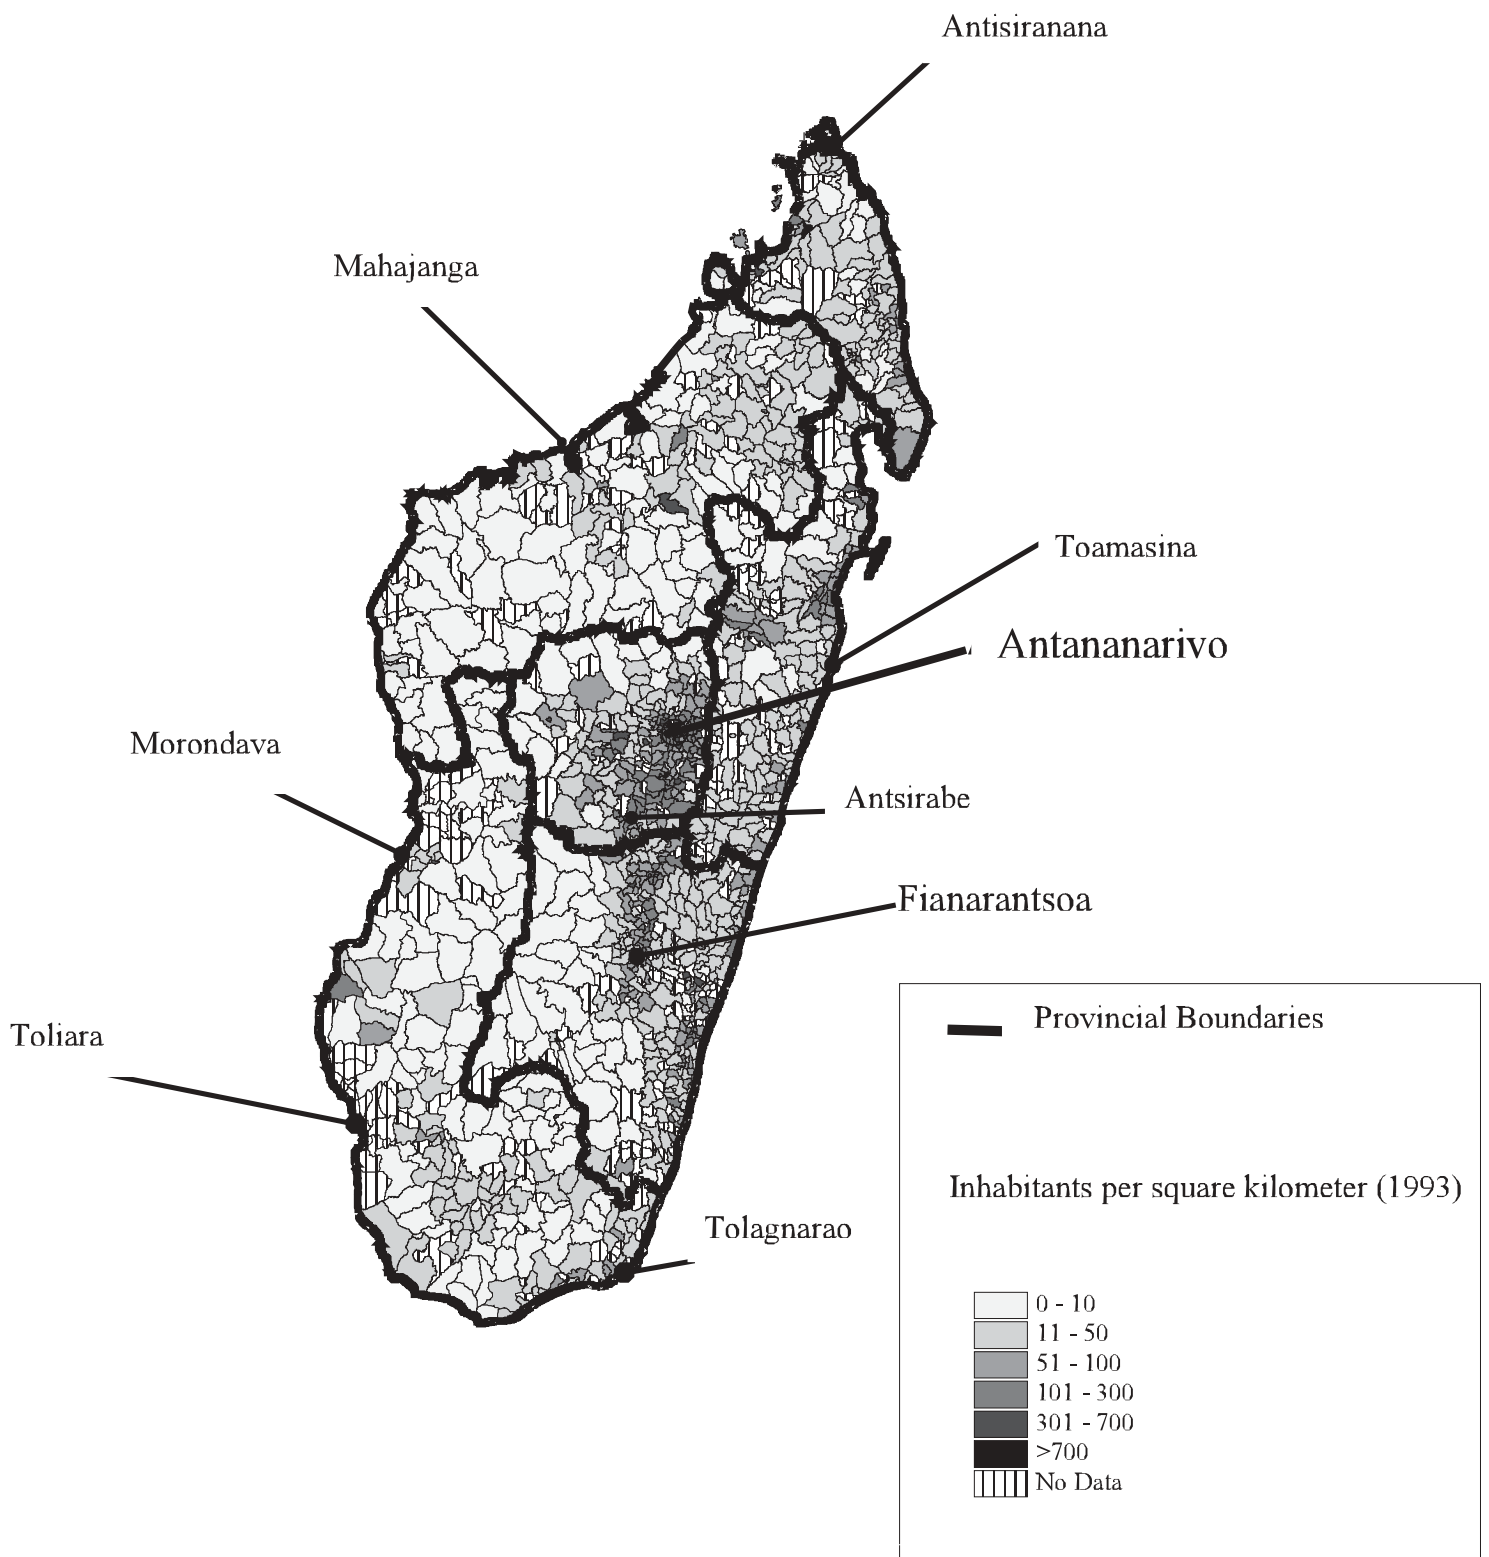 Antisiranana
Mahajanga
Toamasina
Antananarivo
Morondava
Antsirabe
Fianarantsoa
Toliara
Provincial Boundaries
Inhabitants per square kilometer (1993)
Tolagnarao
0 - 10
11 - 50
51 - 100
101 - 300
301 - 700
>700
No Data